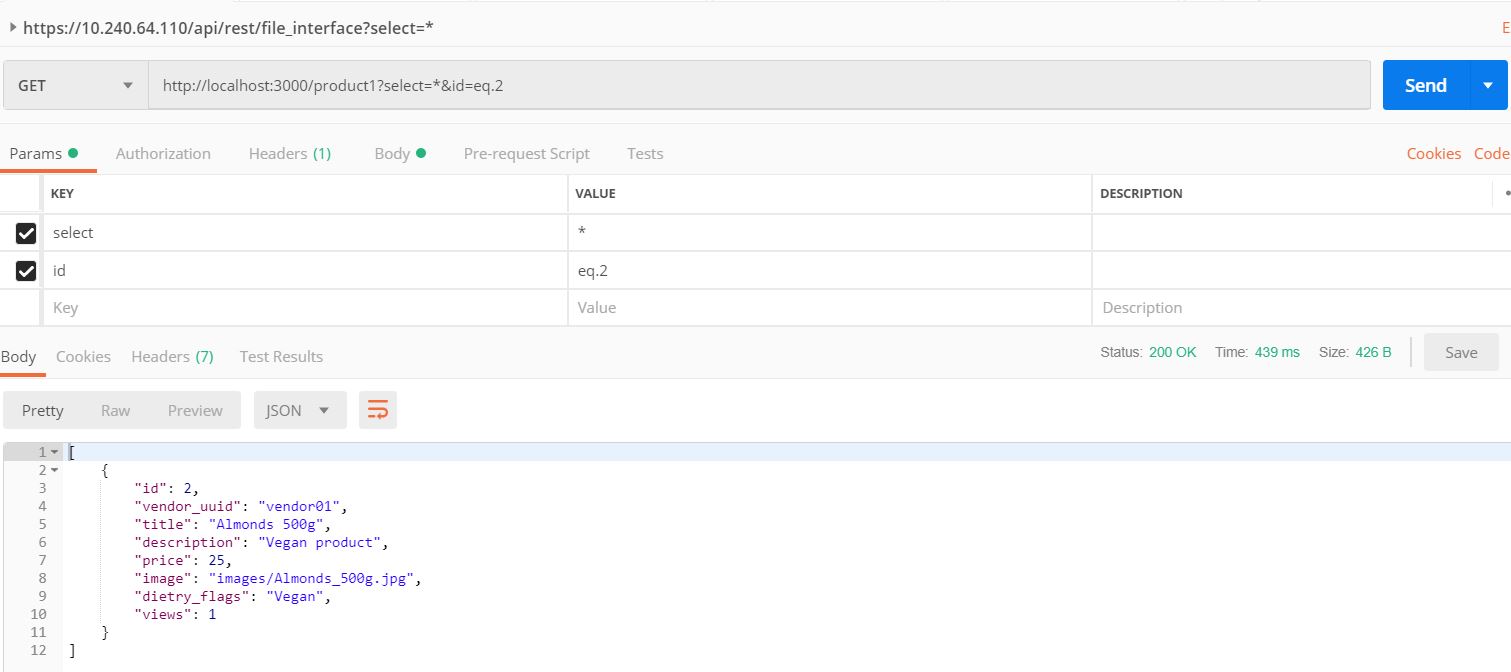 https://10.240.64.110/api/rest/file_interface?select=* E
GET http://localhost:3000/product1?select=*&id=eq.2 Send
Params Authorization Headers (1) Body Pre-request Script Tests Cookies Code
KEY VALUE DESCRIPTION
select *
id eq.2
Key Value Description
Body Cookies Headers (7) Test Results Status: 200 OK Time: 439 ms Size: 426 B Save
Pretty Raw Preview JSON
1 [
2 {
3 "id": 2,
4 "vendor_uuid": "vendor01",
5 "title": "Almonds 500g",
6 "description": "Vegan product",
7 "price": 25,
8 "image": "images/Almonds_500g.jpg",
9 "dietry_flags": "Vegan",
10 "views": 1
11 }
12 ]